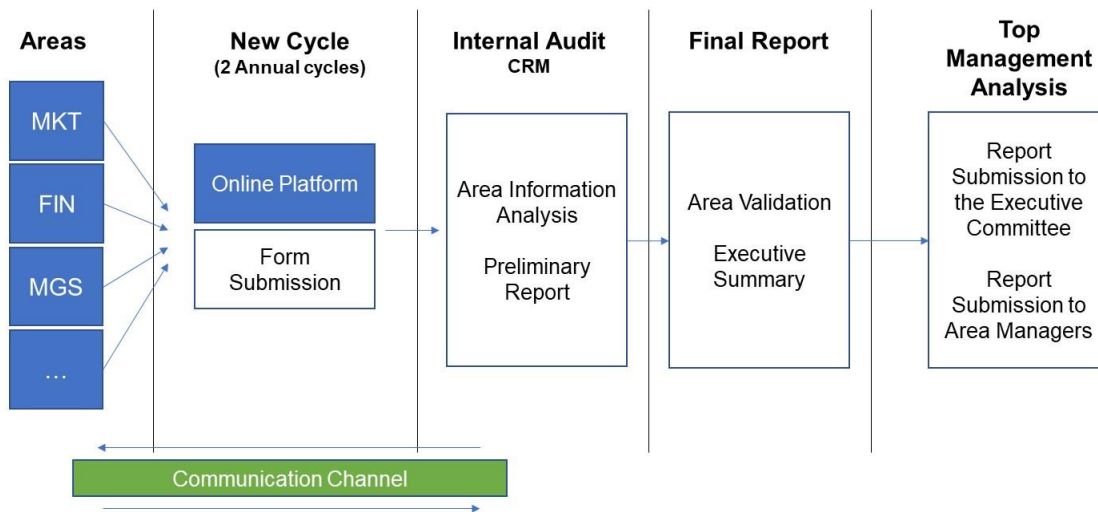 Areas
MKT
FIN
MGS
...
New Cycle
(2 Annual cycles)
Online Platform
Form
Submission
Internal Audit
CRM
Area Information
Analysis
Preliminary
Report
Final Report
Area Validation
Executive
Summary
Top
Management
Analysis
Report
Submission to
the Executive
Committee
Report
Submission to
Area Managers
Communication Channel